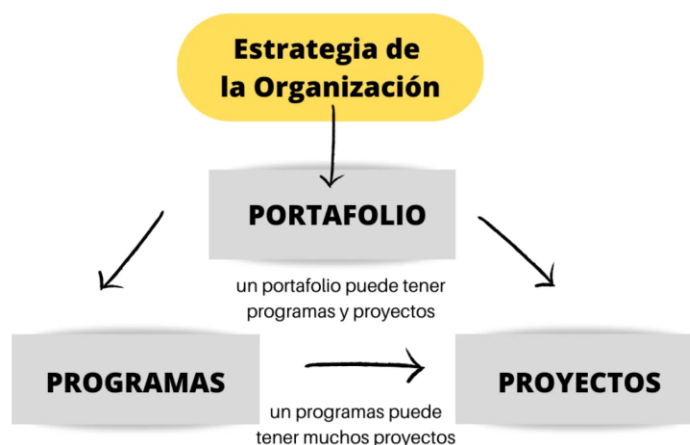 Estrategia de
la Organización
PORTAFOLIO
un portafolio puede tener
programas y proyectos
PROGRAMAS
PROYECTOS
un programas puede
tener muchos proyectos